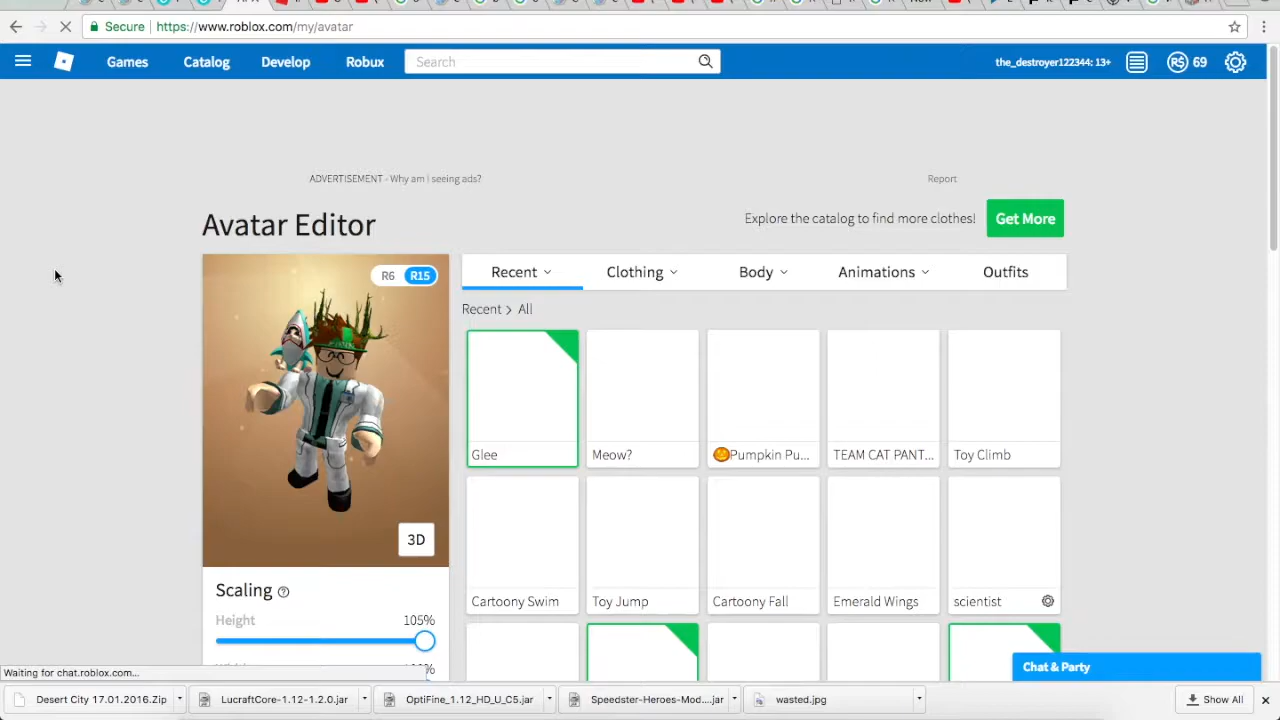 Secure https://www.roblox.com/my/avatar
Games Catalog Develop Robux Search the_destroyer122344: 13+ R$ 69
ADVERTISEMENT - Why am I seeing ads? Report
Avatar Editor
Explore the catalog to find more clothes! Get More
R6 R15
Recent Clothing Body Animations Outfits
Recent > All
Glee Meow? 🎃Pumpkin Pu... TEAM CAT PANT... Toy Climb
3D
Cartoony Swim Toy Jump Cartoony Fall Emerald Wings scientist
Scaling ?
Height 105%
Chat & Party
Waiting for chat.roblox.com...
Desert City 17.01.2016.Zip LucraftCore-1.12-1.2.0.jar OptiFine_1.12_HD_U_C5.jar Speedster-Heroes-Mod....jar wasted.jpg Show All